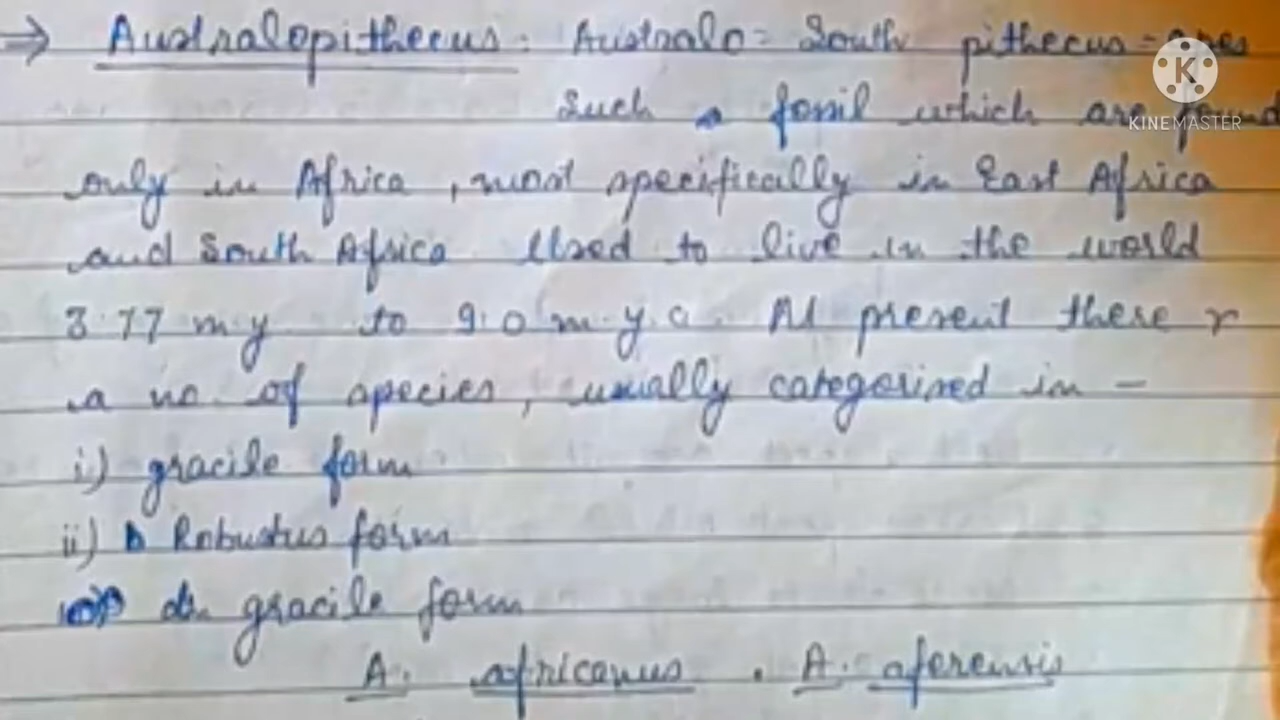 ⇒ Australopithecus - Australo = South pithecus - apes
Such a fossil which are found
only in Africa, most specifically in East Africa
and South Africa Used to live in the world
3.77 m.y to 9.0 m.y.a. At present there r
a no. of species, usually categorised in -
i) gracile form
ii) Robustus form
gracile form
A. africanus . A. aferensis
K
KINEMASTER